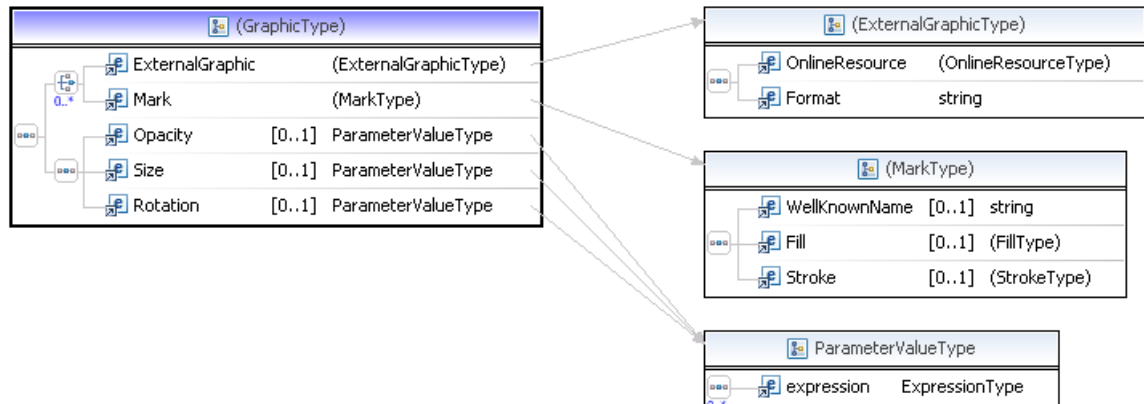 (GraphicType)
ExternalGraphic (ExternalGraphicType)
0..*
Mark (MarkType)
Opacity [0..1] ParameterValueType
Size [0..1] ParameterValueType
Rotation [0..1] ParameterValueType
(ExternalGraphicType)
OnlineResource (OnlineResourceType)
Format string
(MarkType)
WellKnownName [0..1] string
Fill [0..1] (FillType)
Stroke [0..1] (StrokeType)
ParameterValueType
expression ExpressionType